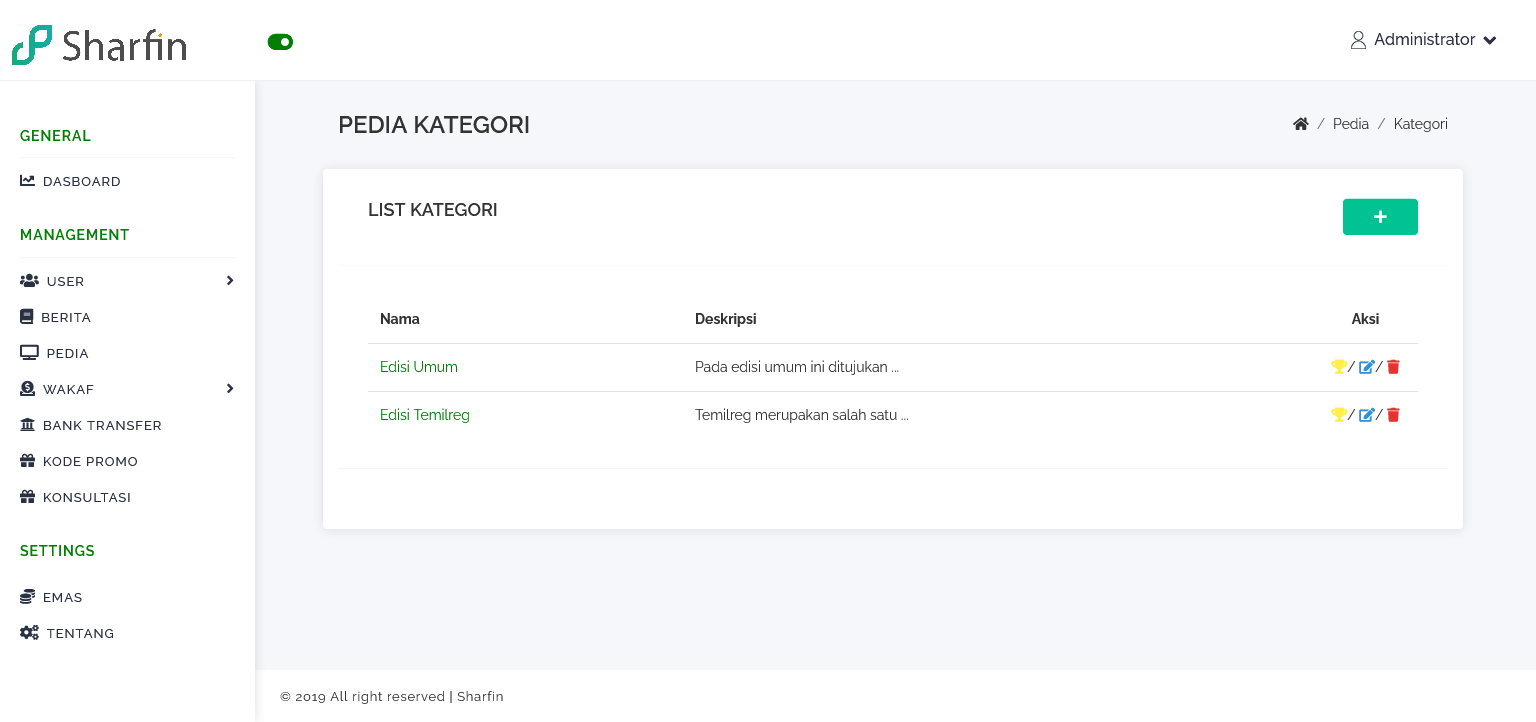 Sharfin
Administrator
GENERAL
DASBOARD
MANAGEMENT
USER
BERITA
PEDIA
WAKAF
BANK TRANSFER
KODE PROMO
KONSULTASI
SETTINGS
EMAS
TENTANG
PEDIA KATEGORI
/ Pedia / Kategori
LIST KATEGORI
+
Nama Deskripsi Aksi
Edisi Umum Pada edisi umum ini ditujukan ... / /
Edisi Temilreg Temilreg merupakan salah satu ... / /
© 2019 All right reserved | Sharfin